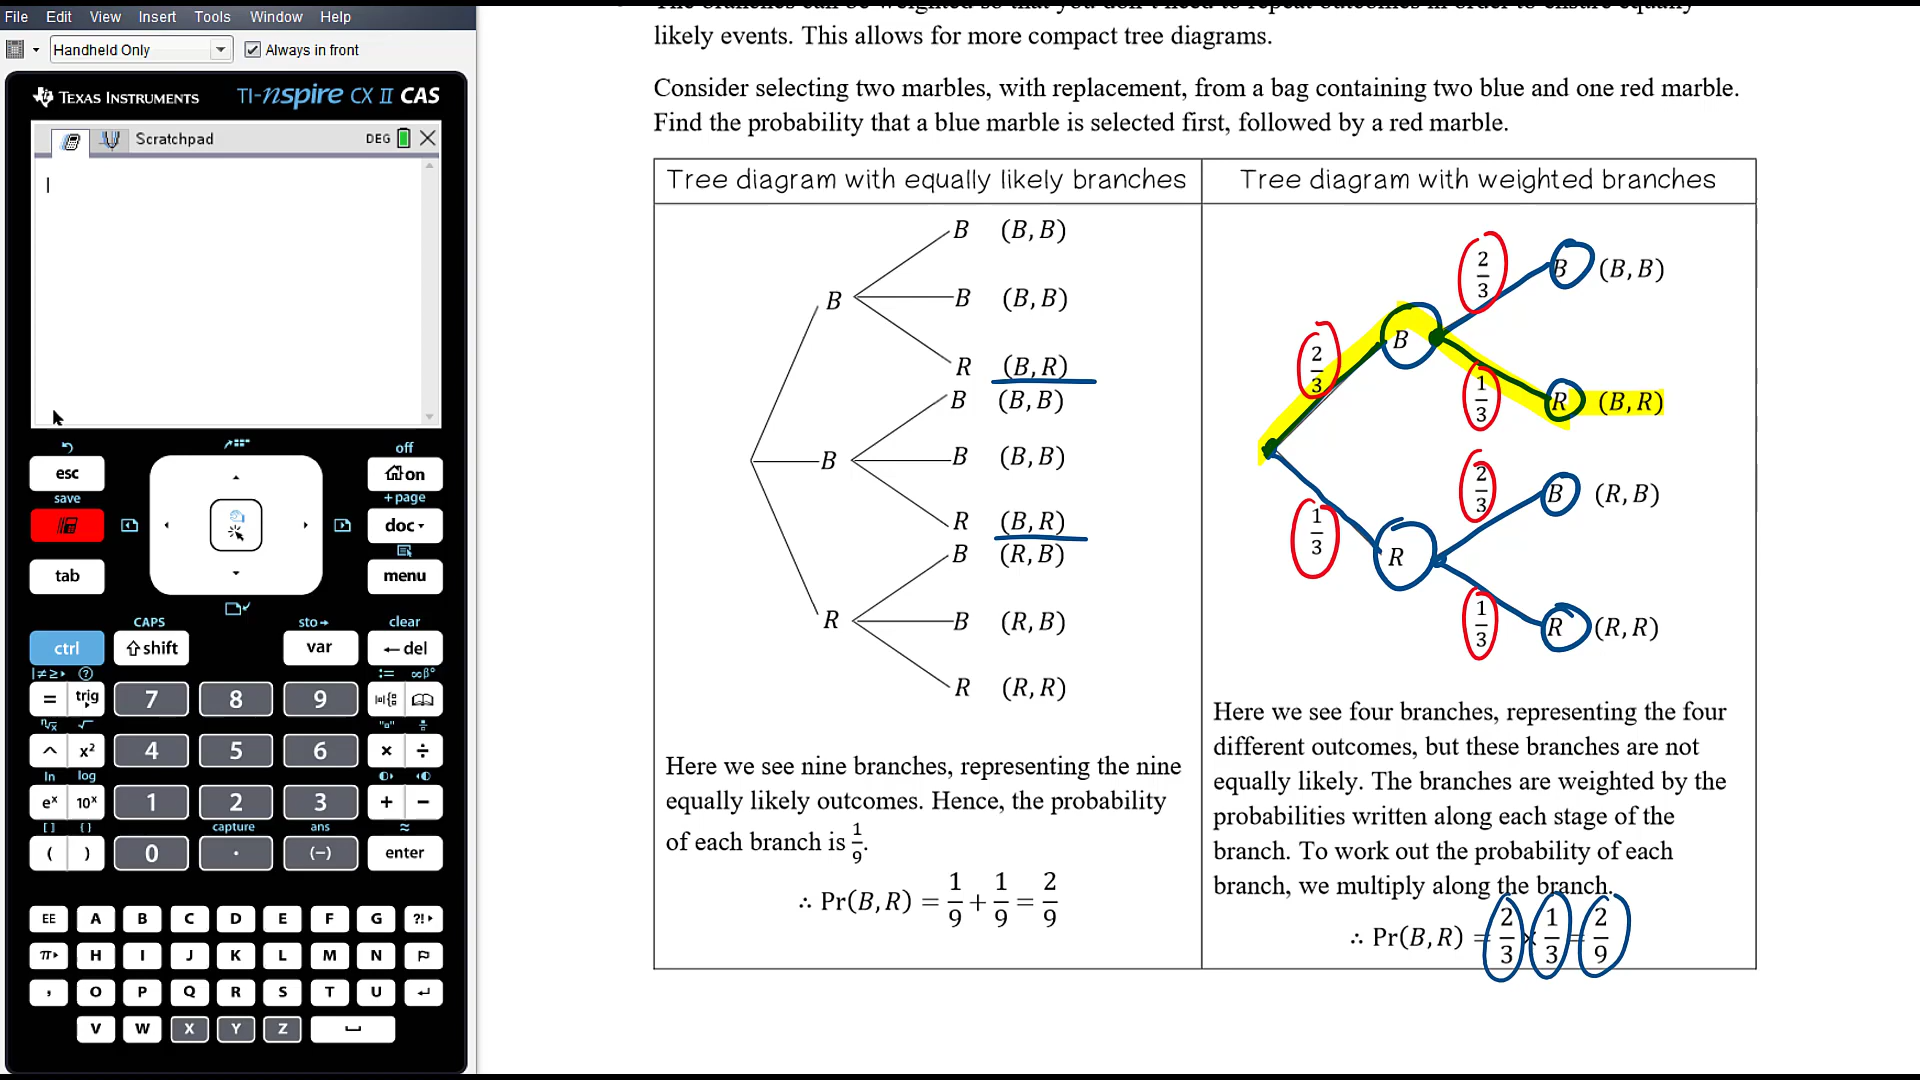 File Edit View Insert Tools Window Help
Handheld Only Always in front
TEXAS INSTRUMENTS TI-nspire CX II CAS
Scratchpad DEG
off
esc on
save + page
doc
tab menu
CAPS sto→ clear
ctrl shift var ←del
= trig 7 8 9
^ x² 4 5 6 × ÷
ln log
eˣ 10ˣ 1 2 3 + −
[ ] { } capture ans ≈
( ) 0 . (−) enter
EE A B C D E F G ?!
π H I J K L M N
, O P Q R S T U
V W X Y Z
likely events. This allows for more compact tree diagrams.
Consider selecting two marbles, with replacement, from a bag containing two blue and one red marble.
Find the probability that a blue marble is selected first, followed by a red marble.
Tree diagram with equally likely branches
B (B, B)
B B (B, B)
R (B, R)
B (B, B)
B B (B, B)
R (B, R)
B (R, B)
R B (R, B)
R (R, R)
Here we see nine branches, representing the nine
equally likely outcomes. Hence, the probability
of each branch is 1/9.
∴ Pr(B, R) = 1/9 + 1/9 = 2/9
Tree diagram with weighted branches
2/3 B (B, B)
2/3 B
1/3 R (B, R)
2/3 B (R, B)
1/3 R
1/3 R (R, R)
Here we see four branches, representing the four
different outcomes, but these branches are not
equally likely. The branches are weighted by the
probabilities written along each stage of the
branch. To work out the probability of each
branch, we multiply along the branch.
∴ Pr(B, R) = 2/3 × 1/3 = 2/9